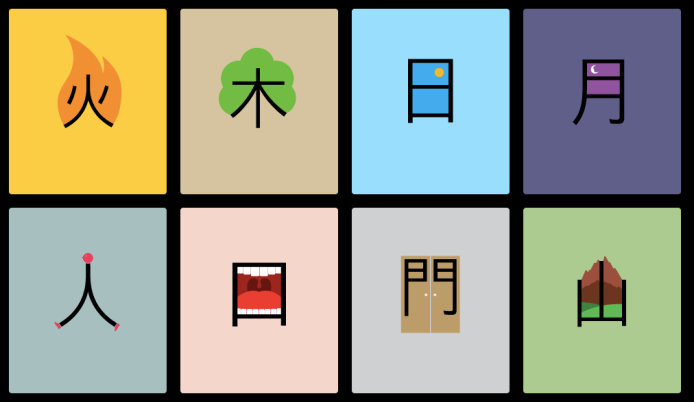 火 木 日 月
人 口 門 山